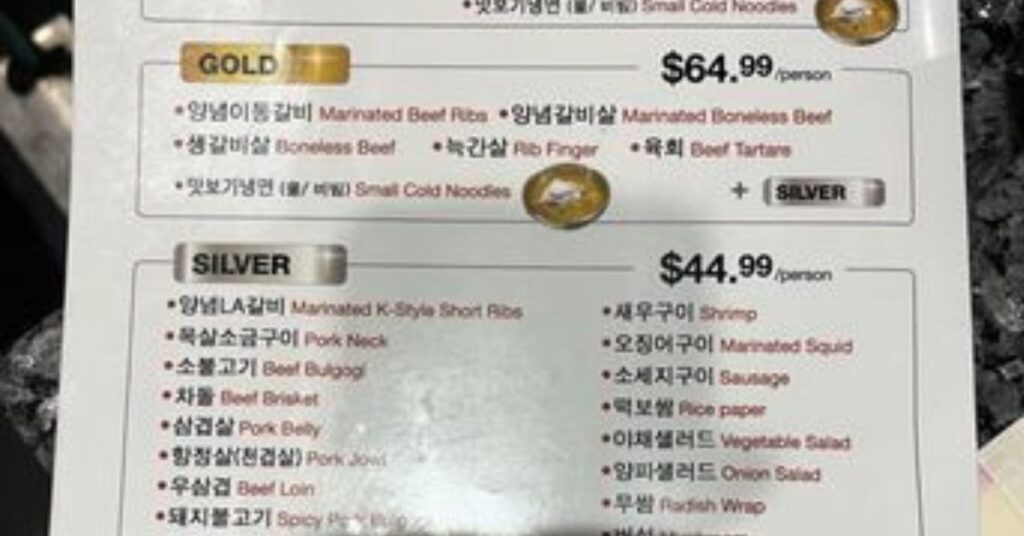 • 맛보기냉면 (물/ 비빔) Small Cold Noodles
GOLD $64.99/person
• 양념이동갈비 Marinated Beef Ribs • 양념갈비살 Marinated Boneless Beef
• 생갈비살 Boneless Beef • 늑간살 Rib Finger • 육회 Beef Tartare
• 맛보기냉면 (물/ 비빔) Small Cold Noodles + SILVER
SILVER $44.99/person
• 양념LA갈비 Marinated K-Style Short Ribs
• 목살소금구이 Pork Neck
• 소불고기 Beef Bulgogi
• 차돌 Beef Brisket
• 삼겹살 Pork Belly
• 항정살(천겹살) Pork Jowl
• 우삼겹 Beef Loin
• 돼지불고기 Spicy Pork
• 새우구이 Shrimp
• 오징어구이 Marinated Squid
• 소세지구이 Sausage
• 떡보쌈 Rice paper
• 야채샐러드 Vegetable Salad
• 양파샐러드 Onion Salad
• 무쌈 Radish Wrap